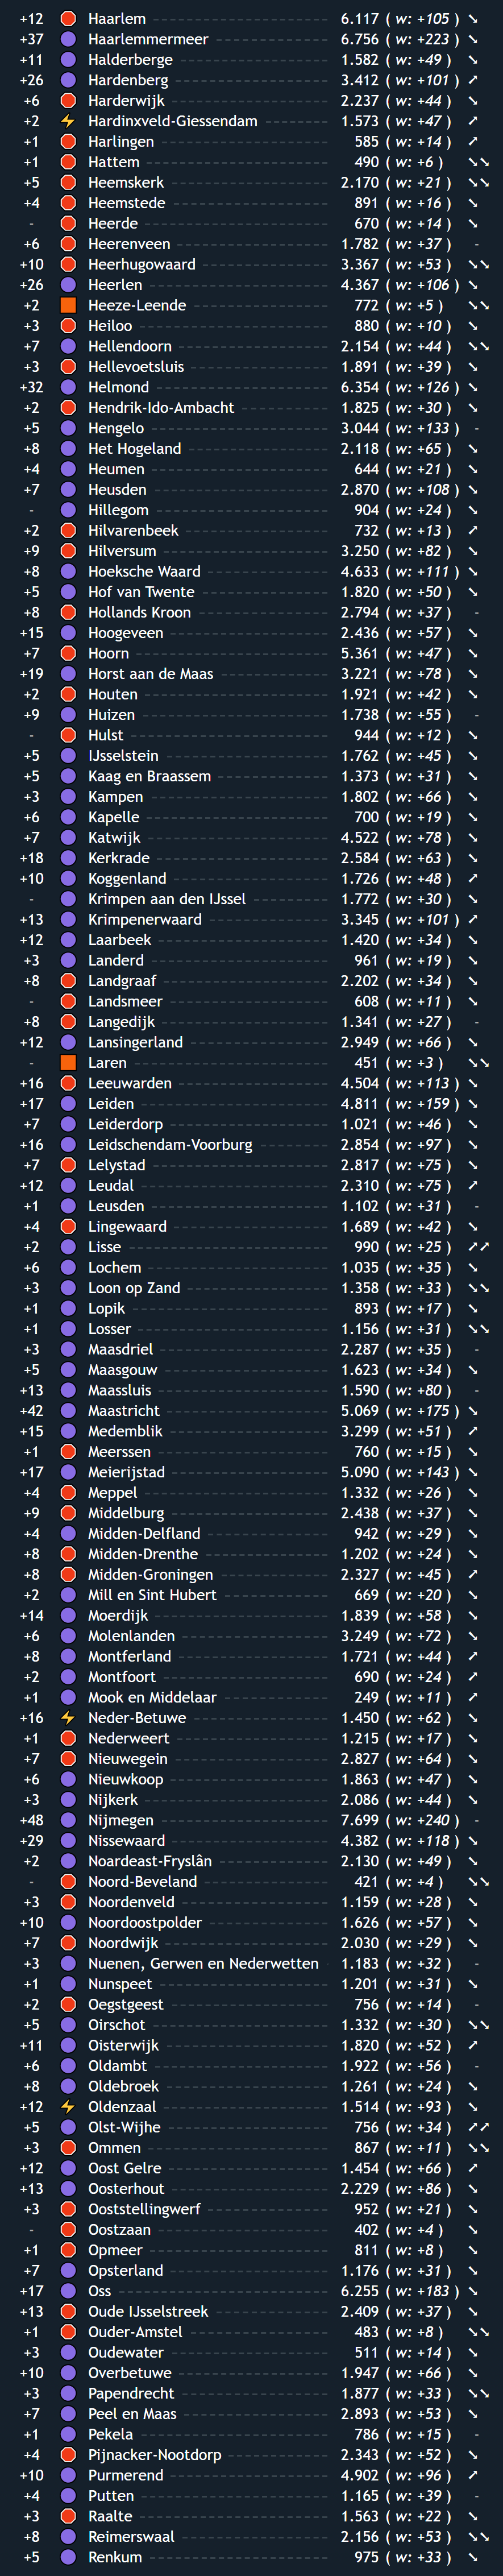 +12 Haarlem 6.117 ( w: +105 ) ↘
+37 Haarlemmermeer 6.756 ( w: +223 ) ↘
+11 Halderberge 1.582 ( w: +49 ) ↘
+26 Hardenberg 3.412 ( w: +101 ) ↗
+6 Harderwijk 2.237 ( w: +44 ) ↘
+2 Hardinxveld-Giessendam 1.573 ( w: +47 ) ↗
+1 Harlingen 585 ( w: +14 ) ↗
+1 Hattem 490 ( w: +6 ) ↘↘
+5 Heemskerk 2.170 ( w: +21 ) ↘↘
+4 Heemstede 891 ( w: +16 ) ↘
- Heerde 670 ( w: +14 ) ↘
+6 Heerenveen 1.782 ( w: +37 ) -
+10 Heerhugowaard 3.367 ( w: +53 ) ↘↘
+26 Heerlen 4.367 ( w: +106 ) ↘
+2 Heeze-Leende 772 ( w: +5 ) ↘↘
+3 Heiloo 880 ( w: +10 ) ↘
+7 Hellendoorn 2.154 ( w: +44 ) ↘↘
+3 Hellevoetsluis 1.891 ( w: +39 ) ↘
+32 Helmond 6.354 ( w: +126 ) ↘
+2 Hendrik-Ido-Ambacht 1.825 ( w: +30 ) ↘
+5 Hengelo 3.044 ( w: +133 ) -
+8 Het Hogeland 2.118 ( w: +65 ) ↘
+4 Heumen 644 ( w: +21 ) ↘
+7 Heusden 2.870 ( w: +108 ) ↘
- Hillegom 904 ( w: +24 ) ↘
+2 Hilvarenbeek 732 ( w: +13 ) ↗
+9 Hilversum 3.250 ( w: +82 ) ↘
+8 Hoeksche Waard 4.633 ( w: +111 ) ↘
+5 Hof van Twente 1.820 ( w: +50 ) ↘
+8 Hollands Kroon 2.794 ( w: +37 ) -
+15 Hoogeveen 2.436 ( w: +57 ) ↘
+7 Hoorn 5.361 ( w: +47 ) ↘
+19 Horst aan de Maas 3.221 ( w: +78 ) ↘
+2 Houten 1.921 ( w: +42 ) ↘
+9 Huizen 1.738 ( w: +55 ) -
- Hulst 944 ( w: +12 ) ↘
+5 IJsselstein 1.762 ( w: +45 ) ↘
+5 Kaag en Braassem 1.373 ( w: +31 ) ↘
+3 Kampen 1.802 ( w: +66 ) ↘
+6 Kapelle 700 ( w: +19 ) ↘
+7 Katwijk 4.522 ( w: +78 ) ↘
+18 Kerkrade 2.584 ( w: +63 ) ↘
+10 Koggenland 1.726 ( w: +48 ) ↗
- Krimpen aan den IJssel 1.772 ( w: +30 ) ↘
+13 Krimpenerwaard 3.345 ( w: +101 ) ↗
+12 Laarbeek 1.420 ( w: +34 ) ↘
+3 Landerd 961 ( w: +19 ) ↘
+8 Landgraaf 2.202 ( w: +34 ) ↘
- Landsmeer 608 ( w: +11 ) ↘
+8 Langedijk 1.341 ( w: +27 ) -
+12 Lansingerland 2.949 ( w: +66 ) ↘
- Laren 451 ( w: +3 ) ↘↘
+16 Leeuwarden 4.504 ( w: +113 ) ↘
+17 Leiden 4.811 ( w: +159 ) ↘
+7 Leiderdorp 1.021 ( w: +46 ) ↘
+16 Leidschendam-Voorburg 2.854 ( w: +97 ) ↘
+7 Lelystad 2.817 ( w: +75 ) ↘
+12 Leudal 2.310 ( w: +75 ) ↗
+1 Leusden 1.102 ( w: +31 ) -
+4 Lingewaard 1.689 ( w: +42 ) ↘
+2 Lisse 990 ( w: +25 ) ↗↗
+6 Lochem 1.035 ( w: +35 ) ↘
+3 Loon op Zand 1.358 ( w: +33 ) ↘↘
+1 Lopik 893 ( w: +17 ) ↘
+1 Losser 1.156 ( w: +31 ) ↘↘
+3 Maasdriel 2.287 ( w: +35 ) -
+5 Maasgouw 1.623 ( w: +34 ) ↘
+13 Maassluis 1.590 ( w: +80 ) -
+42 Maastricht 5.069 ( w: +175 ) ↘
+15 Medemblik 3.299 ( w: +51 ) ↗
+1 Meerssen 760 ( w: +15 ) ↘
+17 Meierijstad 5.090 ( w: +143 ) ↘
+4 Meppel 1.332 ( w: +26 ) ↘
+9 Middelburg 2.438 ( w: +37 ) ↘
+4 Midden-Delfland 942 ( w: +29 ) ↘
+8 Midden-Drenthe 1.202 ( w: +24 ) ↘
+8 Midden-Groningen 2.327 ( w: +45 ) ↗
+2 Mill en Sint Hubert 669 ( w: +20 ) ↘
+14 Moerdijk 1.839 ( w: +58 ) ↘
+6 Molenlanden 3.249 ( w: +72 ) ↘
+8 Montferland 1.721 ( w: +44 ) ↗
+2 Montfoort 690 ( w: +24 ) ↗
+1 Mook en Middelaar 249 ( w: +11 ) ↗
+16 Neder-Betuwe 1.450 ( w: +62 ) ↘
+1 Nederweert 1.215 ( w: +17 ) ↘
+7 Nieuwegein 2.827 ( w: +64 ) ↘
+6 Nieuwkoop 1.863 ( w: +47 ) ↘
+3 Nijkerk 2.086 ( w: +44 ) ↘
+48 Nijmegen 7.699 ( w: +240 ) -
+29 Nissewaard 4.382 ( w: +118 ) ↘
+2 Noardeast-Fryslân 2.130 ( w: +49 ) ↘
- Noord-Beveland 421 ( w: +4 ) ↘↘
+3 Noordenveld 1.159 ( w: +28 ) ↘
+10 Noordoostpolder 1.626 ( w: +57 ) ↘
+7 Noordwijk 2.030 ( w: +29 ) ↘
+3 Nuenen, Gerwen en Nederwetten 1.183 ( w: +32 ) -
+1 Nunspeet 1.201 ( w: +31 ) ↘
+2 Oegstgeest 756 ( w: +14 ) -
+5 Oirschot 1.332 ( w: +30 ) ↘↘
+11 Oisterwijk 1.820 ( w: +52 ) ↗
+6 Oldambt 1.922 ( w: +56 ) -
+8 Oldebroek 1.261 ( w: +24 ) ↘
+12 Oldenzaal 1.514 ( w: +93 ) ↘
+5 Olst-Wijhe 756 ( w: +34 ) ↗↗
+3 Ommen 867 ( w: +11 ) ↘↘
+12 Oost Gelre 1.454 ( w: +66 ) ↗
+13 Oosterhout 2.229 ( w: +86 ) ↘
+3 Ooststellingwerf 952 ( w: +21 ) ↘
- Oostzaan 402 ( w: +4 ) ↘
+1 Opmeer 811 ( w: +8 ) ↘
+7 Opsterland 1.176 ( w: +31 ) ↘
+17 Oss 6.255 ( w: +183 ) ↘
+13 Oude IJsselstreek 2.409 ( w: +37 ) ↘
+1 Ouder-Amstel 483 ( w: +8 ) ↘↘
+3 Oudewater 511 ( w: +14 ) ↘
+10 Overbetuwe 1.947 ( w: +66 ) ↘
+3 Papendrecht 1.877 ( w: +33 ) ↘↘
+7 Peel en Maas 2.893 ( w: +53 ) ↘
+1 Pekela 786 ( w: +15 ) -
+4 Pijnacker-Nootdorp 2.343 ( w: +52 ) ↘
+10 Purmerend 4.902 ( w: +96 ) ↗
+4 Putten 1.165 ( w: +39 ) -
+3 Raalte 1.563 ( w: +22 ) ↘
+8 Reimerswaal 2.156 ( w: +53 ) ↘↘
+5 Renkum 975 ( w: +33 ) ↘